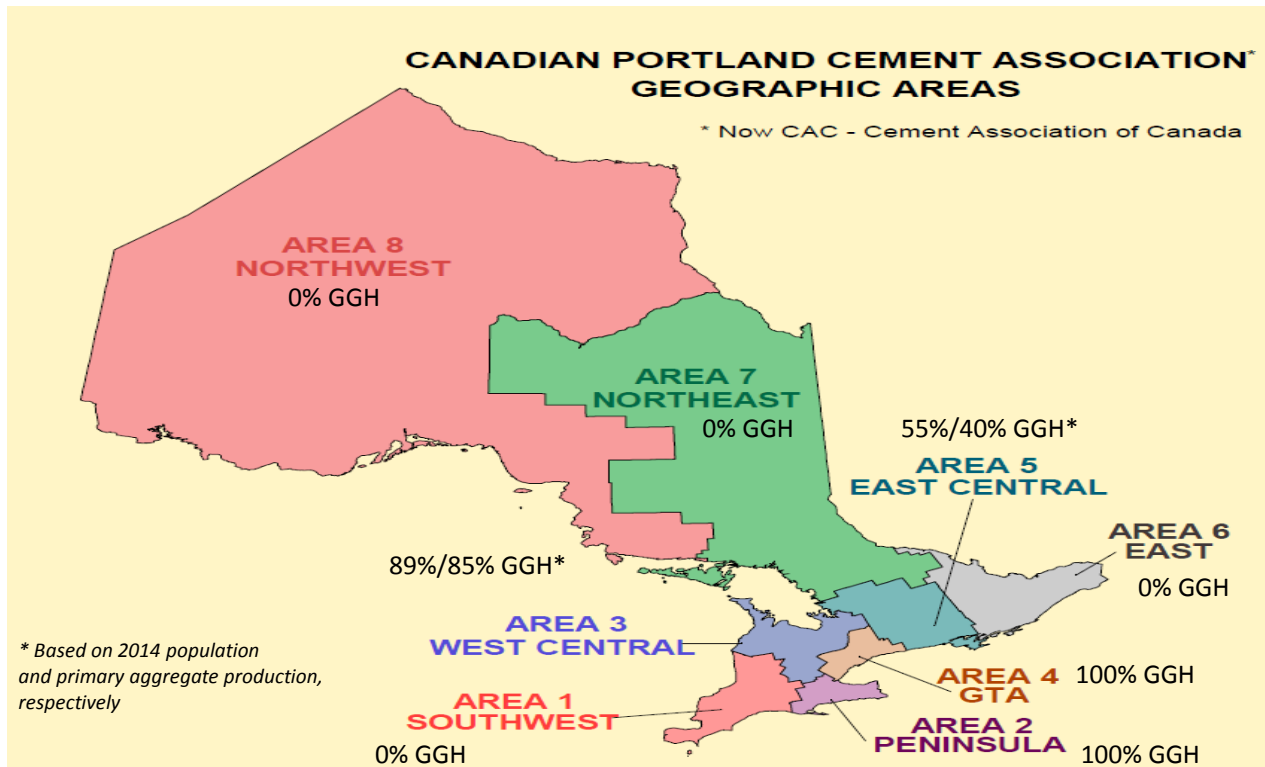 CANADIAN PORTLAND CEMENT ASSOCIATION*
GEOGRAPHIC AREAS
* Now CAC - Cement Association of Canada
AREA 8
NORTHWEST
0% GGH
AREA 7
NORTHEAST
0% GGH
55%/40% GGH*
AREA 5
EAST CENTRAL
AREA 6
EAST
0% GGH
89%/85% GGH*
AREA 3
WEST CENTRAL
* Based on 2014 population
and primary aggregate production,
respectively
AREA 4
GTA
100% GGH
AREA 1
SOUTHWEST
0% GGH
AREA 2
PENINSULA
100% GGH